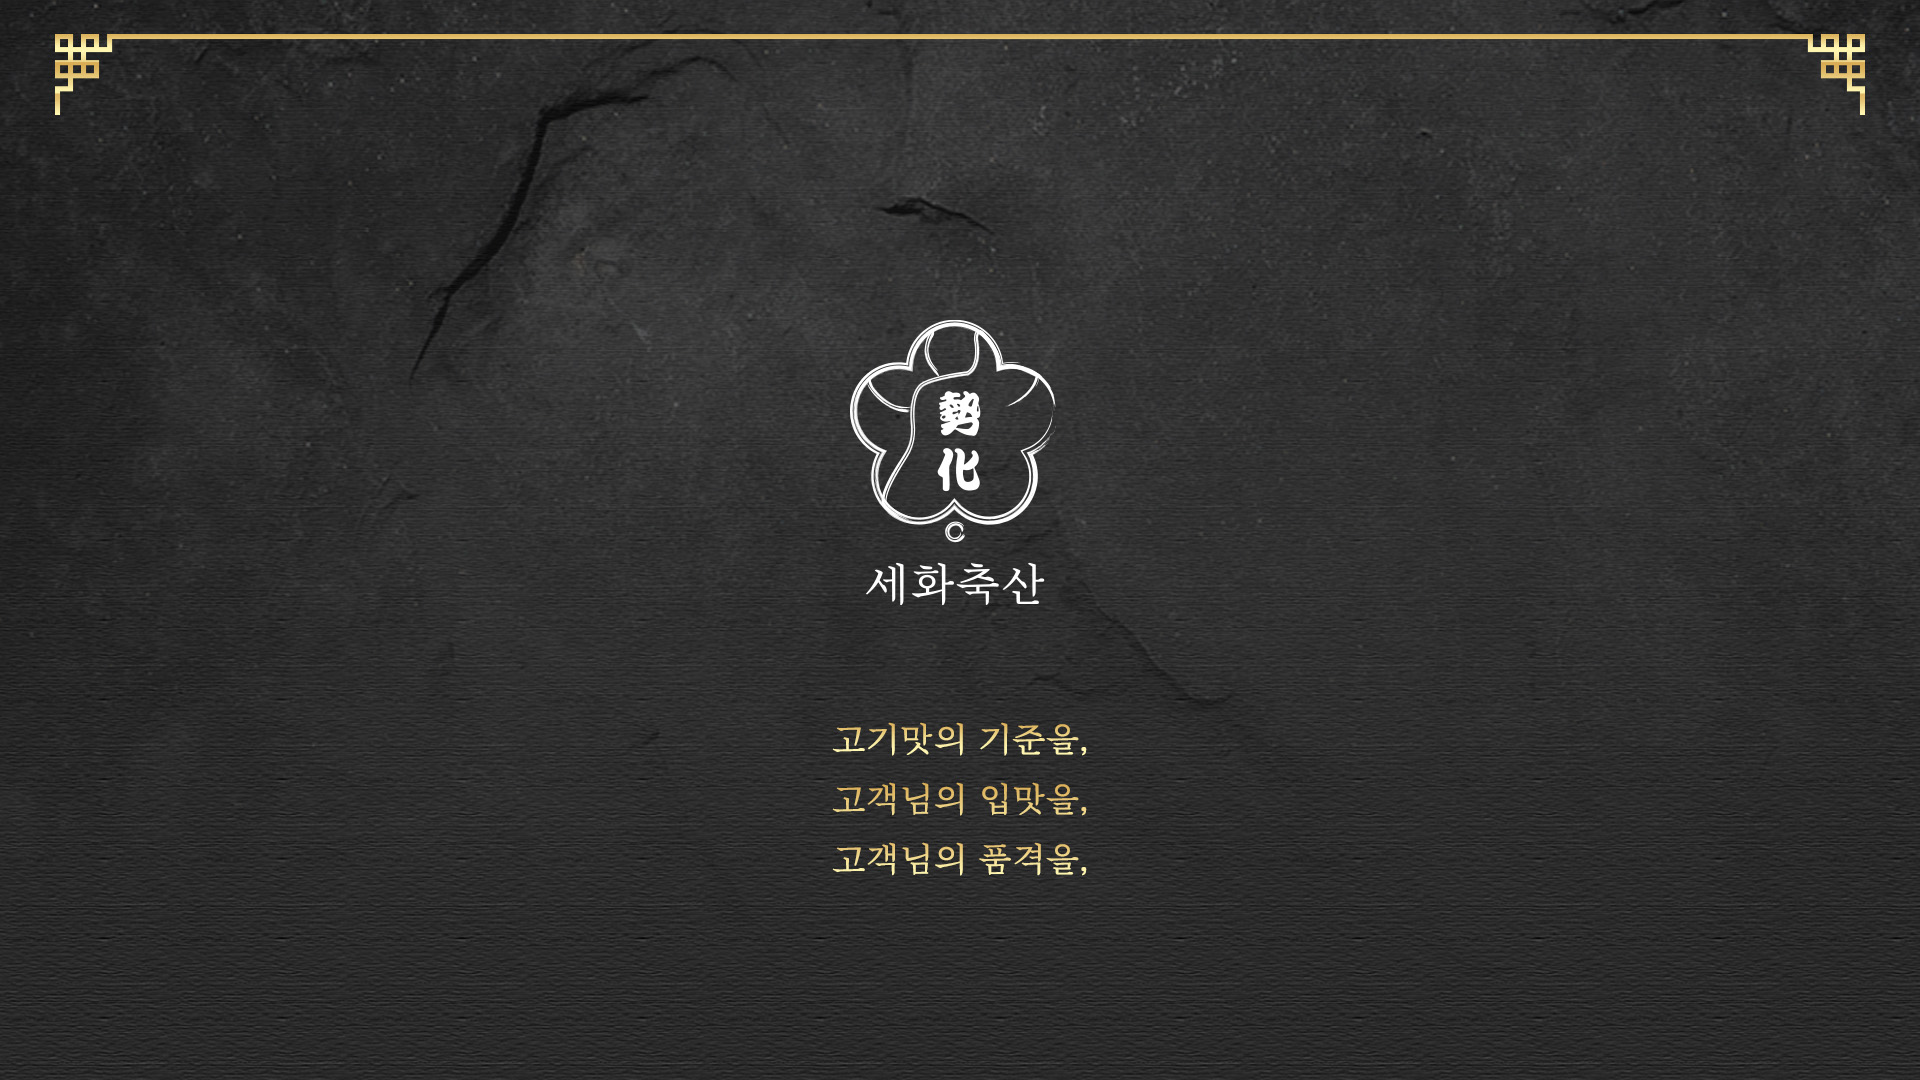 勢
化
세화축산
고기맛의 기준을,
고객님의 입맛을,
고객님의 품격을,